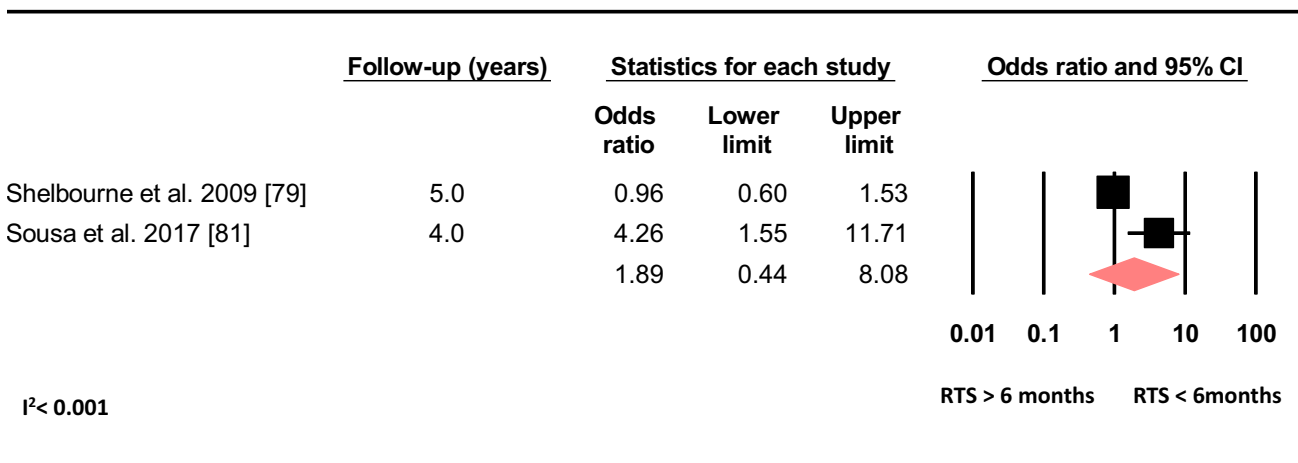 Follow-up (years) Statistics for each study Odds ratio and 95% CI
Odds ratio Lower limit Upper limit
Shelbourne et al. 2009 [79] 5.0 0.96 0.60 1.53
Sousa et al. 2017 [81] 4.0 4.26 1.55 11.71
1.89 0.44 8.08
0.01 0.1 1 10 100
RTS > 6 months RTS < 6months
I²< 0.001